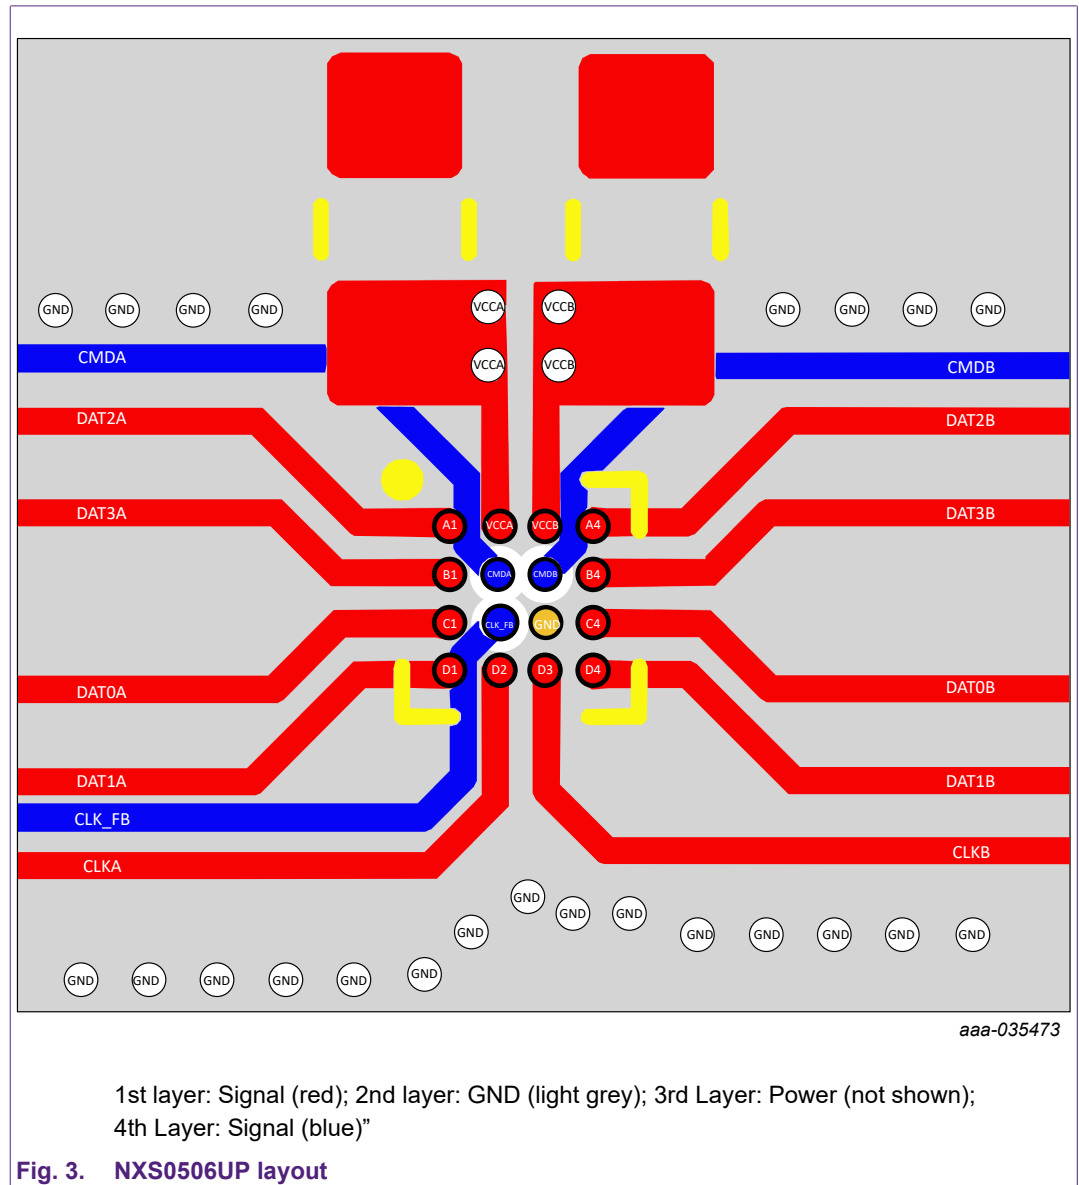 VCCA VCCB
GND GND GND GND GND GND GND GND
VCCA VCCB
CMDA CMDB
DAT2A DAT2B
DAT3A DAT3B
A1 VCCA VCCB A4
B1 CMDA CMDB B4
C1 CLK_FB GND C4
D1 D2 D3 D4
DAT0A DAT0B
DAT1A DAT1B
CLK_FB
CLKA CLKB
GND
GND GND
GND GND GND GND GND GND
GND GND GND GND GND GND
aaa-035473
1st layer: Signal (red); 2nd layer: GND (light grey); 3rd Layer: Power (not shown);
4th Layer: Signal (blue)”
Fig. 3. NXS0506UP layout